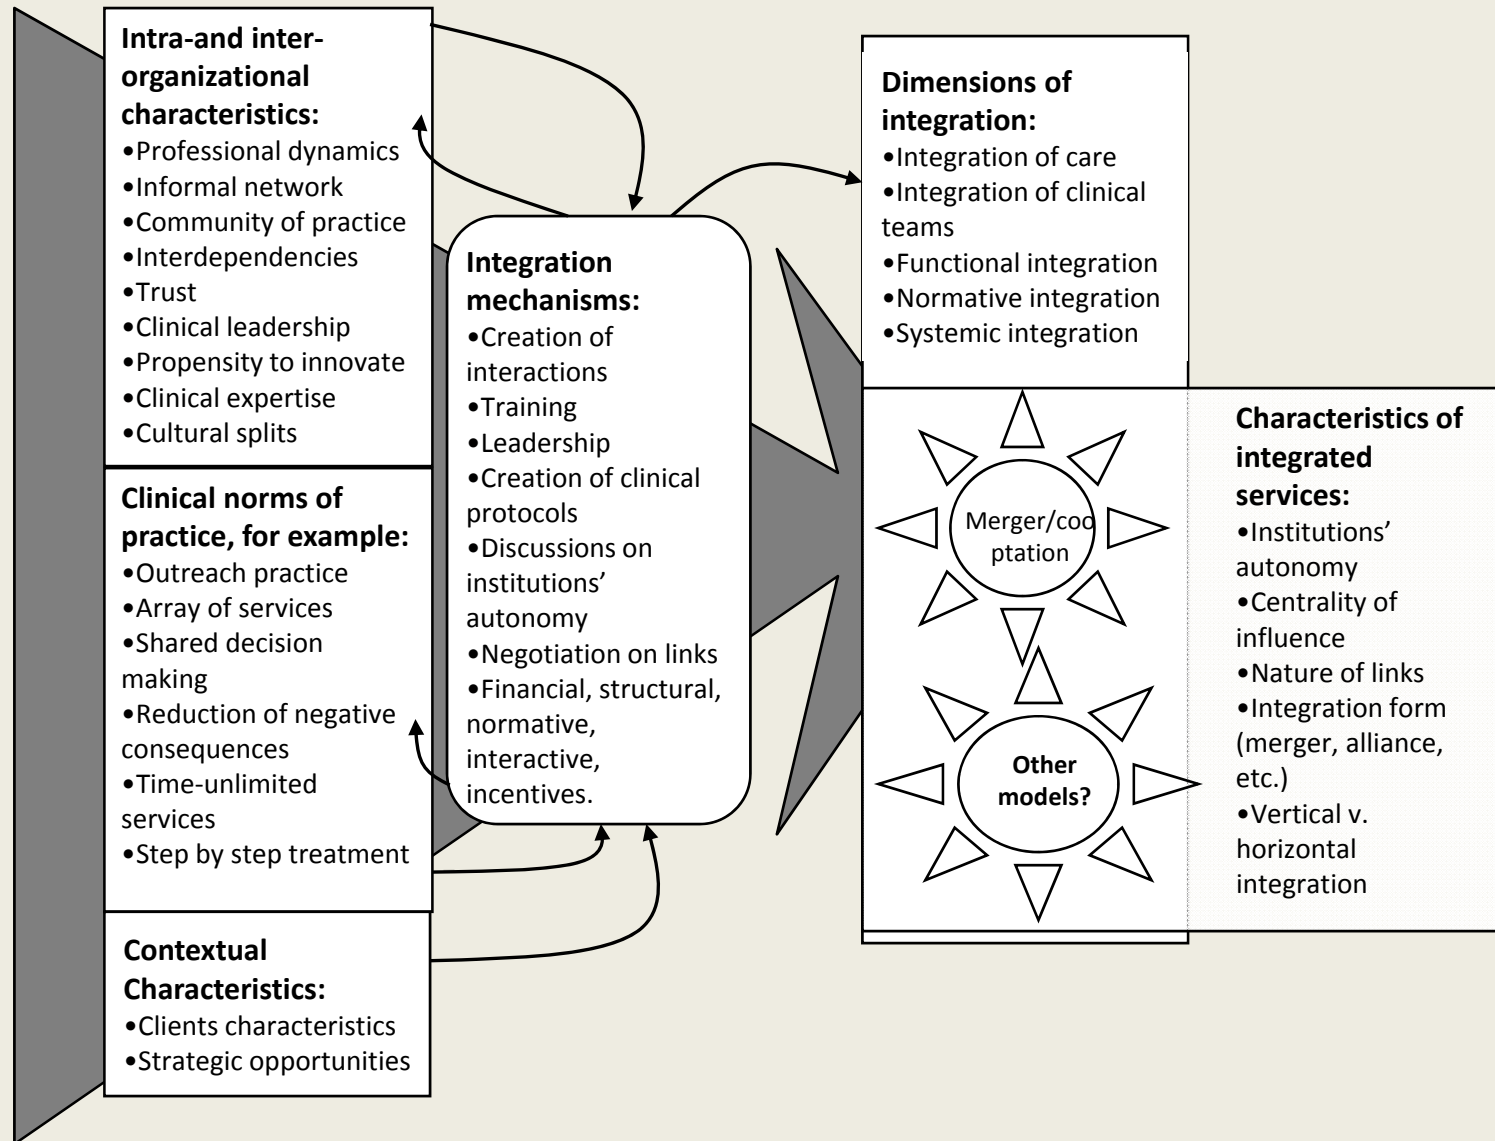 Intra-and inter-
organizational
characteristics:
•Professional dynamics
•Informal network
•Community of practice
•Interdependencies
•Trust
•Clinical leadership
•Propensity to innovate
•Clinical expertise
•Cultural splits
Clinical norms of
practice, for example:
•Outreach practice
•Array of services
•Shared decision
making
•Reduction of negative
consequences
•Time-unlimited
services
•Step by step treatment
Contextual
Characteristics:
•Clients characteristics
•Strategic opportunities
Integration
mechanisms:
•Creation of
interactions
•Training
•Leadership
•Creation of clinical
protocols
•Discussions on
institutions’
autonomy
•Negotiation on links
•Financial, structural,
normative,
interactive,
incentives.
Dimensions of
integration:
•Integration of care
•Integration of clinical
teams
•Functional integration
•Normative integration
•Systemic integration
Merger/coo
ptation
Other
models?
Characteristics of
integrated
services:
•Institutions’
autonomy
•Centrality of
influence
•Nature of links
•Integration form
(merger, alliance,
etc.)
•Vertical v.
horizontal
integration